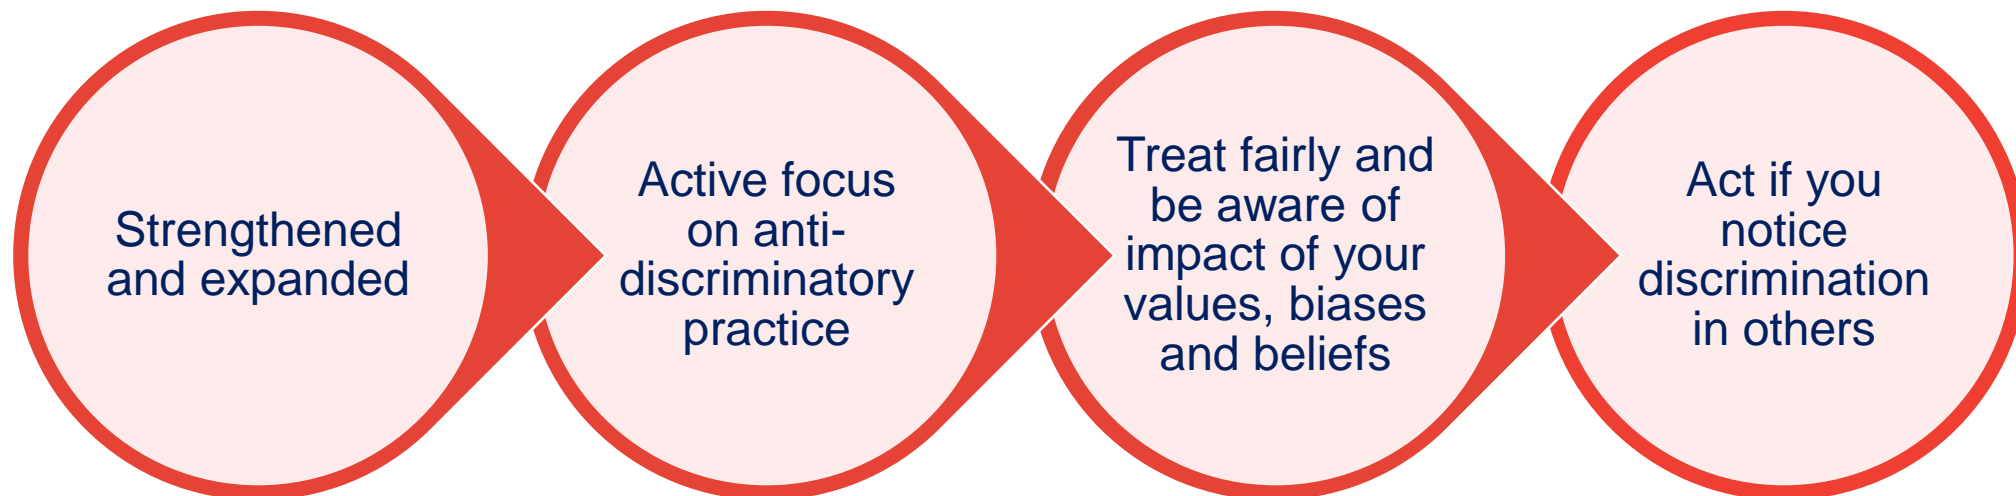 Strengthened
and expanded
Active focus
on anti-
discriminatory
practice
Treat fairly and
be aware of
impact of your
values, biases
and beliefs
Act if you
notice
discrimination
in others